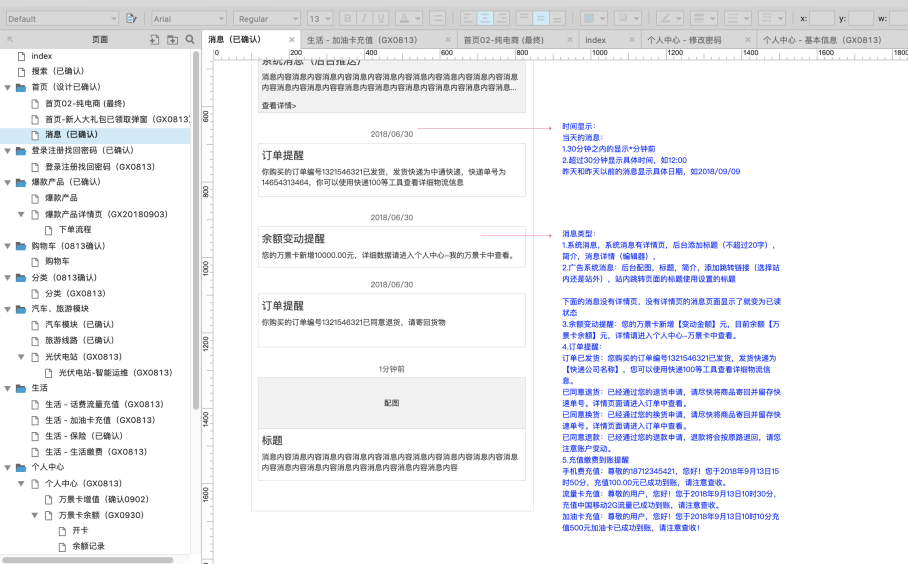 Default Arial Regular 13 x: y: w:
页面
消息（已确认） 生活 - 加油卡充值（GX0813） 首页02-纯电商 (最终) index 个人中心 - 修改密码 个人中心 - 基本信息（GX0813）
0 200 400 600 800 1000 1200 1400 1600 1800
600
800
1000
1200
1400
1600
index
搜索（已确认）
首页（设计已确认）
首页02-纯电商 (最终)
首页-新人大礼包已领取弹窗（GX0813）
消息（已确认）
登录注册找回密码（已确认）
登录注册找回密码（GX0813）
爆款产品（已确认）
爆款产品
爆款产品详情页（GX20180903）
下单流程
购物车（0813确认）
购物车
分类（0813确认）
分类（GX0813）
汽车、旅游模块
汽车模块（已确认）
旅游线路（已确认）
光伏电站（GX0813）
光伏电站-智能运维（GX0813）
生活
生活 - 话费流量充值（GX0813）
生活 - 加油卡充值（GX0813）
生活 - 保险（已确认）
生活 - 生活缴费（GX0813）
个人中心
个人中心（GX0813）
万景卡增值（确认0902）
万景卡余额（GX0930）
开卡
余额记录
系统消息（后台推送）
消息内容消息内容消息内容消息内容消息内容消息内容消息内容消息内容消息
内容消息内容消息内容容消息内容消息内容消息内容消息内容消息内容消息内容消息...
查看详情>
2018/06/30
订单提醒
你购买的订单编号1321546321已发货，发货快递为中通快递，快递单号为
14654313464，你可以使用快递100等工具查看详细物流信息
2018/06/30
余额变动提醒
您的万景卡新增10000.00元，详细数据请进入个人中心--我的万景卡中查看。
2018/06/30
订单提醒
你购买的订单编号1321546321已同意退货，请寄回货物
1分钟前
配图
标题
消息内容消息内容消息内容消息内容消息内容消息内容消息内容消息内容消息
内容消息内容消息内容消息内容消息内容消息内容消息内容
时间显示：
当天的消息：
1.30分钟之内的显示*分钟前
2.超过30分钟显示具体时间，如12:00
昨天和昨天以前的消息显示具体日期，如2018/09/09
消息类型：
1.系统消息，系统消息有详情页，后台添加标题（不超过20字），
简介，消息详情（编辑器）。
2.广告系统消息：后台配图，标题，简介，添加跳转链接（选择站
内还是站外），站内跳转页面的标题使用设置的标题
下面的消息没有详情页，没有详情页的消息页面显示了就变为已读
状态
3.余额变动提醒：您的万景卡新增【变动金额】元，目前余额【万
景卡余额】元，详情请进入个人中心--万景卡中查看。
4.订单提醒：
订单已发货：您购买的订单编号1321546321已发货，发货快递为
【快递公司名称】，您可以使用快递100等工具查看详细物流信
息。
已同意退货：已经通过您的退货申请，请尽快将商品寄回并留存快
速单号。详情页面请进入订单中查看。
已同意换货：已经通过您的换货申请，请尽快将商品寄回并留存快
速单号。详情页面请进入订单中查看。
已同意退款：已经通过您的退款申请，退款将会按原路退回，请您
注意账户变动。
5.充值缴费到账提醒
手机费充值：尊敬的18712345421，您好！您于2018年9月13日15
时50分，充值100.00元已成功到账，请注意查收。
流量卡充值：尊敬的用户，您好！您于2018年9月13日10时30分，
充值中国移动2G流量已成功到账，请注意查收。
加油卡充值：尊敬的用户，您好！您于2018年9月13日10时10分充
值500元加油卡已成功到账，请注意查收！